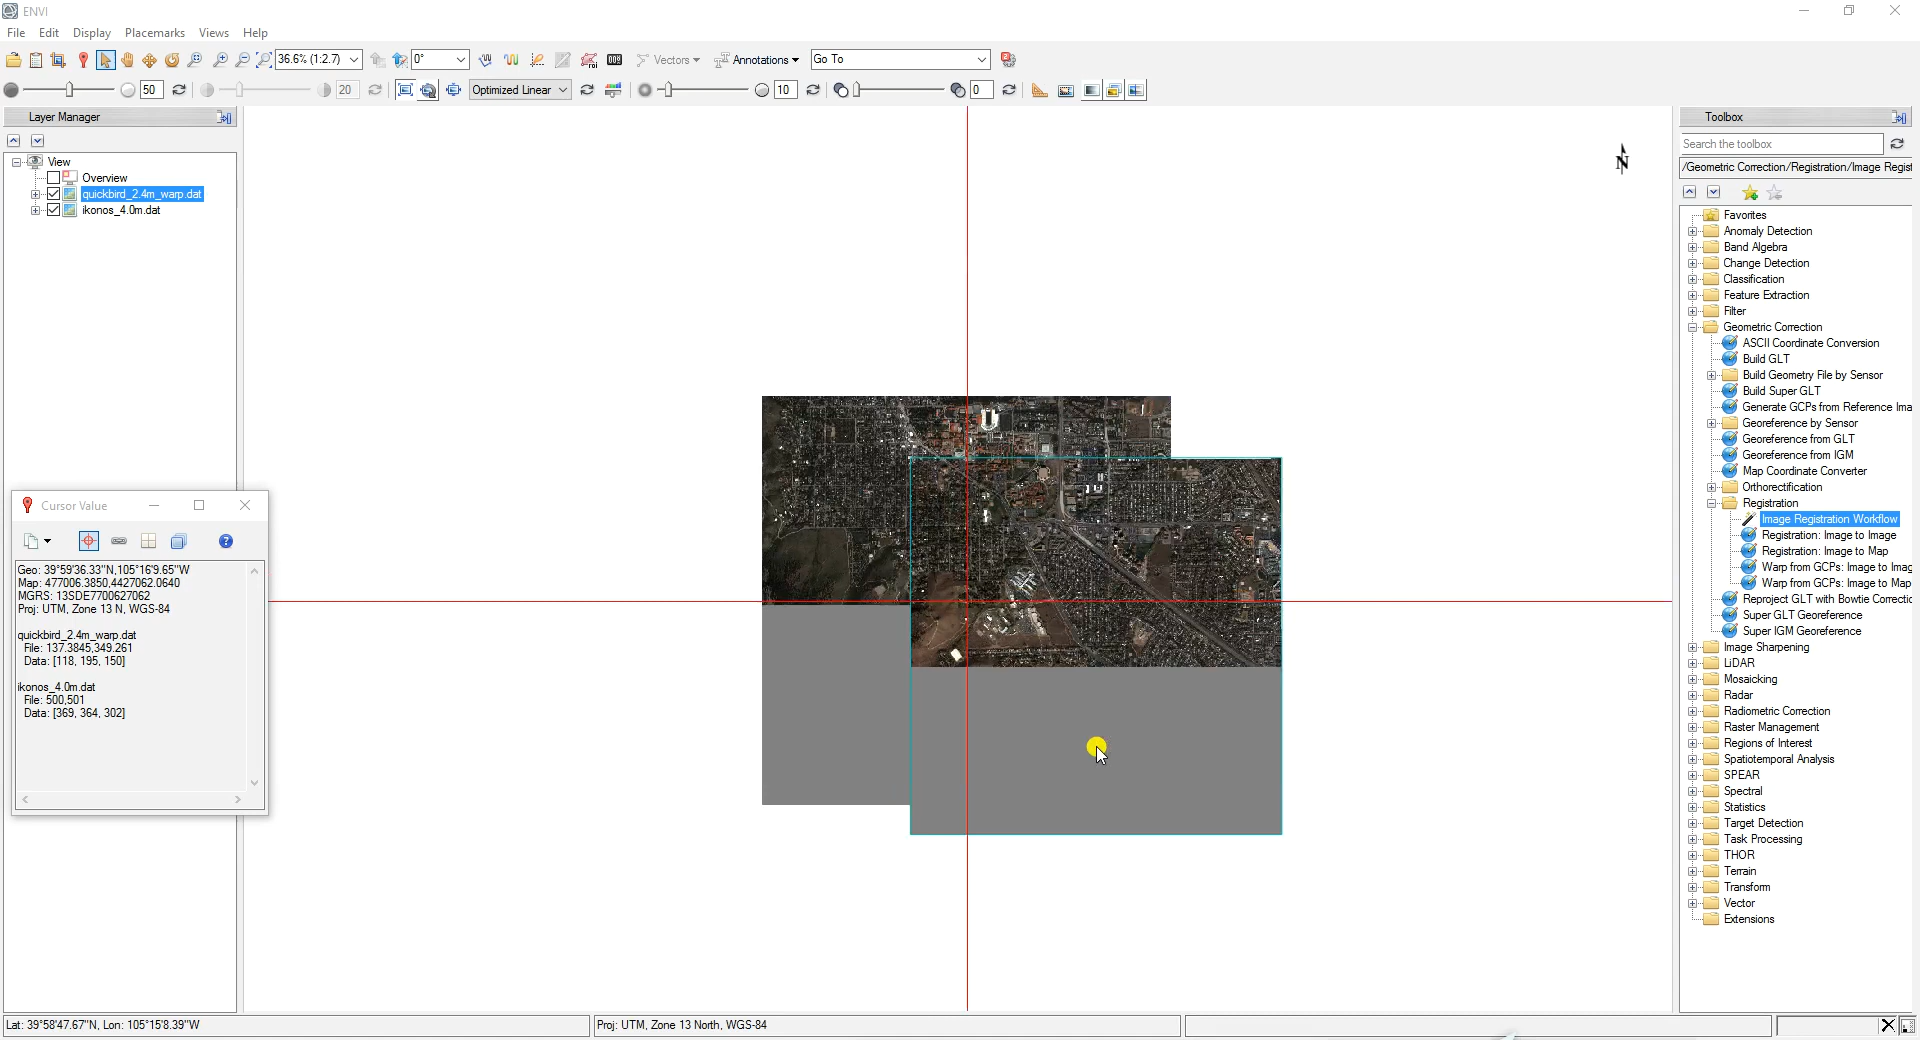 ENVI
File Edit Display Placemarks Views Help
36.6% (1:2.7) 0° Vectors Annotations Go To
50 20 Optimized Linear 10 0
Layer Manager
View
Overview
quickbird_2.4m_warp.dat
ikonos_4.0m.dat
N
Cursor Value
Geo: 39°59'36.33"N,105°16'9.65"W
Map: 477006.3850,4427062.0640
MGRS: 13SDE7700627062
Proj: UTM, Zone 13 N, WGS-84
quickbird_2.4m_warp.dat
File: 137.3845,349.261
Data: [118, 195, 150]
ikonos_4.0m.dat
File: 500,501
Data: [369, 364, 302]
Toolbox
Search the toolbox
/Geometric Correction/Registration/Image Regist
Favorites
Anomaly Detection
Band Algebra
Change Detection
Classification
Feature Extraction
Filter
Geometric Correction
ASCII Coordinate Conversion
Build GLT
Build Geometry File by Sensor
Build Super GLT
Generate GCPs from Reference Ima
Georeference by Sensor
Georeference from GLT
Georeference from IGM
Map Coordinate Converter
Orthorectification
Registration
Image Registration Workflow
Registration: Image to Image
Registration: Image to Map
Warp from GCPs: Image to Imag
Warp from GCPs: Image to Map
Reproject GLT with Bowtie Correctic
Super GLT Georeference
Super IGM Georeference
Image Sharpening
LiDAR
Mosaicking
Radar
Radiometric Correction
Raster Management
Regions of Interest
Spatiotemporal Analysis
SPEAR
Spectral
Statistics
Target Detection
Task Processing
THOR
Terrain
Transform
Vector
Extensions
Lat: 39°58'47.67"N, Lon: 105°15'8.39"W
Proj: UTM, Zone 13 North, WGS-84